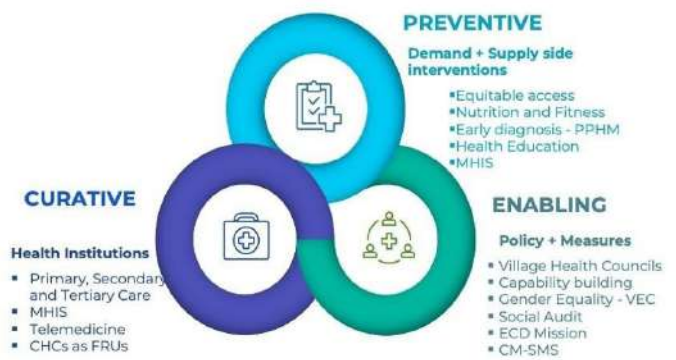 PREVENTIVE
Demand + Supply side
interventions
▪Equitable access
▪Nutrition and Fitness
▪Early diagnosis - PPHM
▪Health Education
▪MHIS
CURATIVE
Health Institutions
▪ Primary, Secondary
and Tertiary Care
▪ MHIS
▪ Telemedicine
▪ CHCs as FRUs
ENABLING
Policy + Measures
▪ Village Health Councils
▪ Capability building
▪ Gender Equality - VEC
▪ Social Audit
▪ ECD Mission
▪ CM-SMS